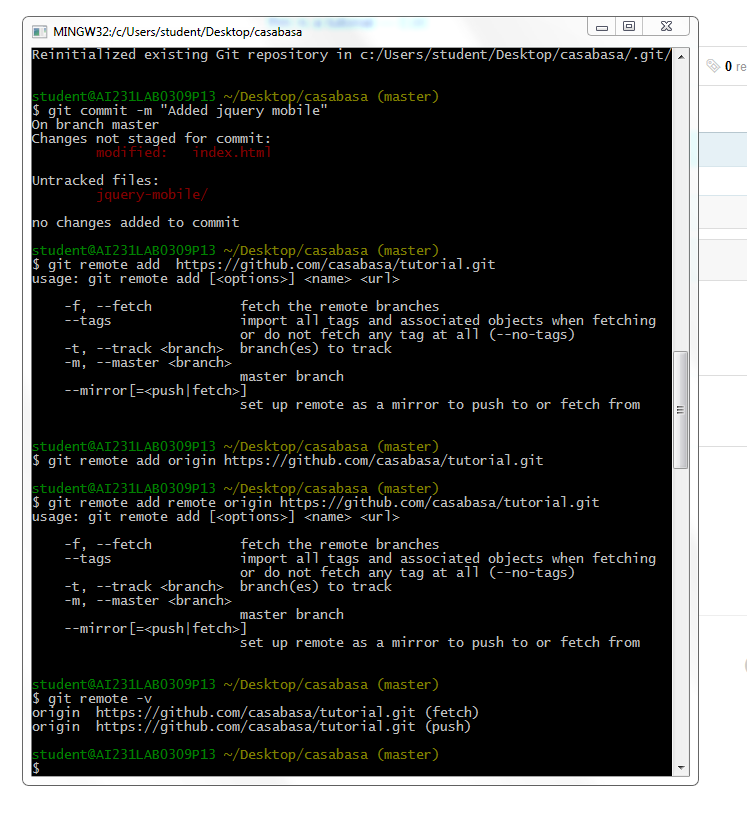 MINGW32:/c/Users/student/Desktop/casabasa
0 re
Reinitialized existing Git repository in c:/Users/student/Desktop/casabasa/.git/
student@AI231LAB0309P13 ~/Desktop/casabasa (master)
$ git commit -m "Added jquery mobile"
On branch master
Changes not staged for commit:
modified:   index.html
Untracked files:
jquery-mobile/
no changes added to commit
student@AI231LAB0309P13 ~/Desktop/casabasa (master)
$ git remote add  https://github.com/casabasa/tutorial.git
usage: git remote add [<options>] <name> <url>
-f, --fetch           fetch the remote branches
--tags                import all tags and associated objects when fetching
or do not fetch any tag at all (--no-tags)
-t, --track <branch>  branch(es) to track
-m, --master <branch>
master branch
--mirror[=<push|fetch>]
set up remote as a mirror to push to or fetch from
student@AI231LAB0309P13 ~/Desktop/casabasa (master)
$ git remote add origin https://github.com/casabasa/tutorial.git
student@AI231LAB0309P13 ~/Desktop/casabasa (master)
$ git remote add remote origin https://github.com/casabasa/tutorial.git
usage: git remote add [<options>] <name> <url>
-f, --fetch           fetch the remote branches
--tags                import all tags and associated objects when fetching
or do not fetch any tag at all (--no-tags)
-t, --track <branch>  branch(es) to track
-m, --master <branch>
master branch
--mirror[=<push|fetch>]
set up remote as a mirror to push to or fetch from
student@AI231LAB0309P13 ~/Desktop/casabasa (master)
$ git remote -v
origin  https://github.com/casabasa/tutorial.git (fetch)
origin  https://github.com/casabasa/tutorial.git (push)
student@AI231LAB0309P13 ~/Desktop/casabasa (master)
$